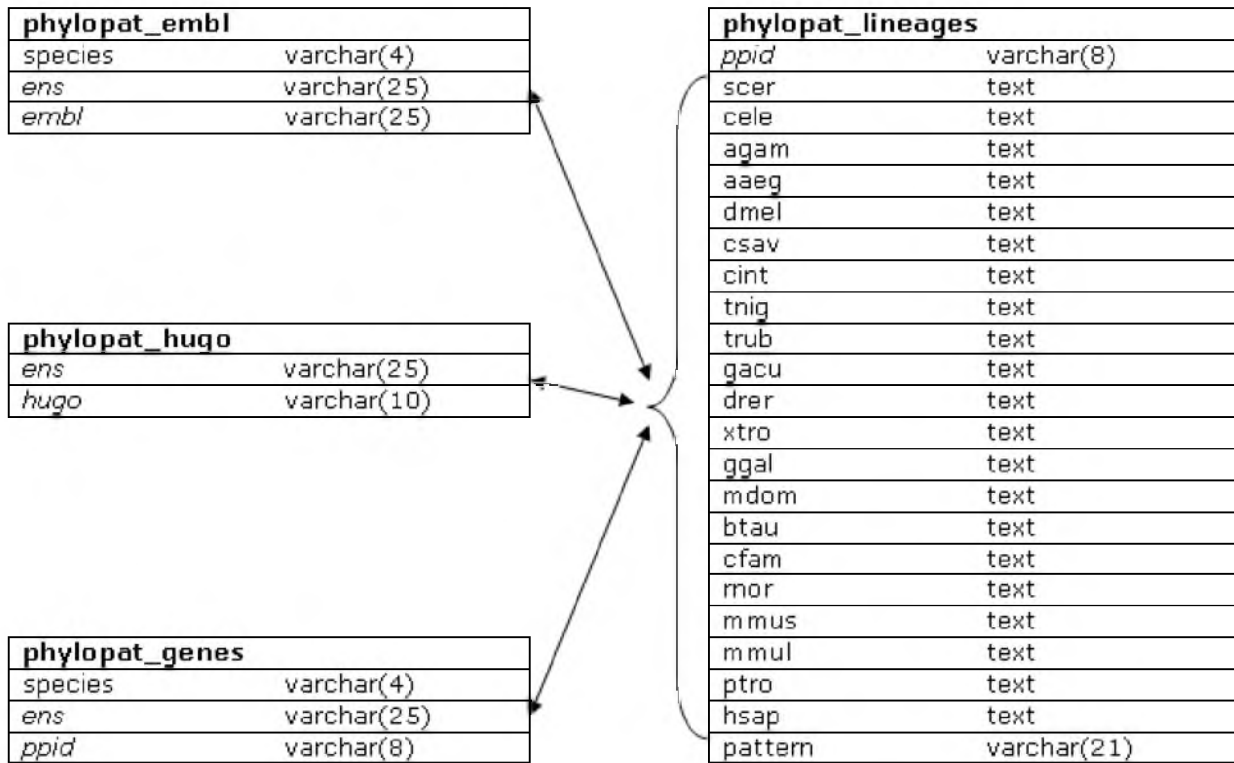 phylopat_embl
species varchar(4)
ens varchar(25)
embl varchar(25)
phylopat_hugo
ens varchar(25)
hugo varchar(10)
phylopat_genes
species varchar(4)
ens varchar(25)
ppid varchar(8)
phylopat_lineages
ppid varchar(8)
scer text
cele text
agam text
aaeg text
dmel text
csav text
cint text
tnig text
trub text
gacu text
drer text
xtro text
ggal text
mdom text
btau text
cfam text
rnor text
mmus text
mmul text
ptro text
hsap text
pattern varchar(21)